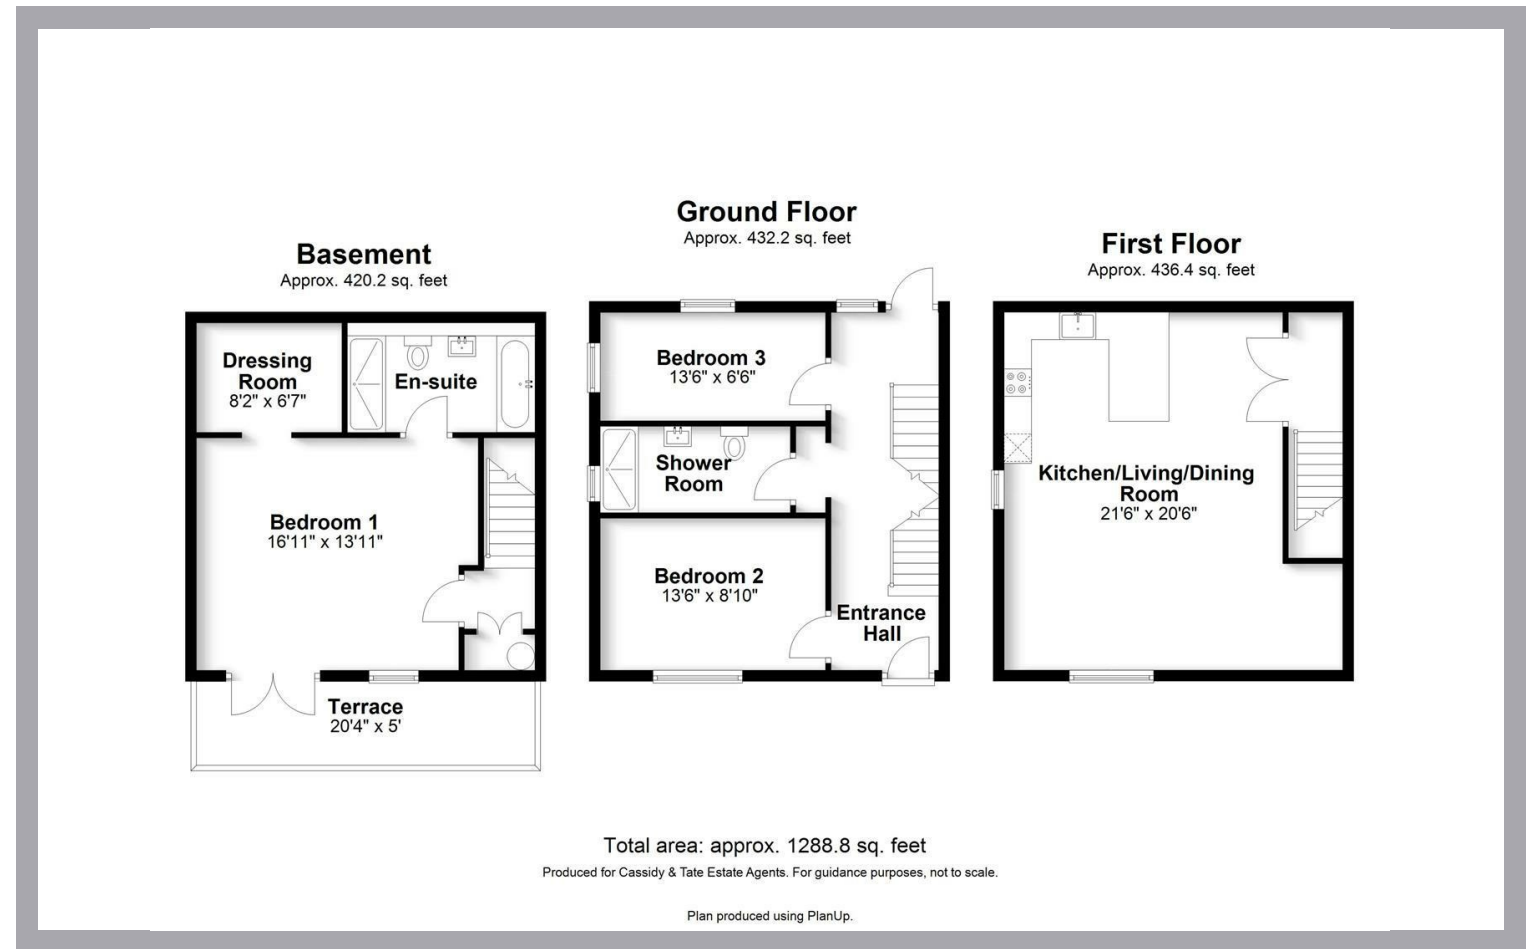 Basement
Approx. 420.2 sq. feet
Dressing
Room
8'2" x 6'7"
En-suite
Bedroom 1
16'11" x 13'11"
Terrace
20'4" x 5'
Ground Floor
Approx. 432.2 sq. feet
Bedroom 3
13'6" x 6'6"
Shower
Room
Bedroom 2
13'6" x 8'10"
Entrance
Hall
First Floor
Approx. 436.4 sq. feet
Kitchen/Living/Dining
Room
21'6" x 20'6"
Total area: approx. 1288.8 sq. feet
Produced for Cassidy & Tate Estate Agents. For guidance purposes, not to scale.
Plan produced using PlanUp.